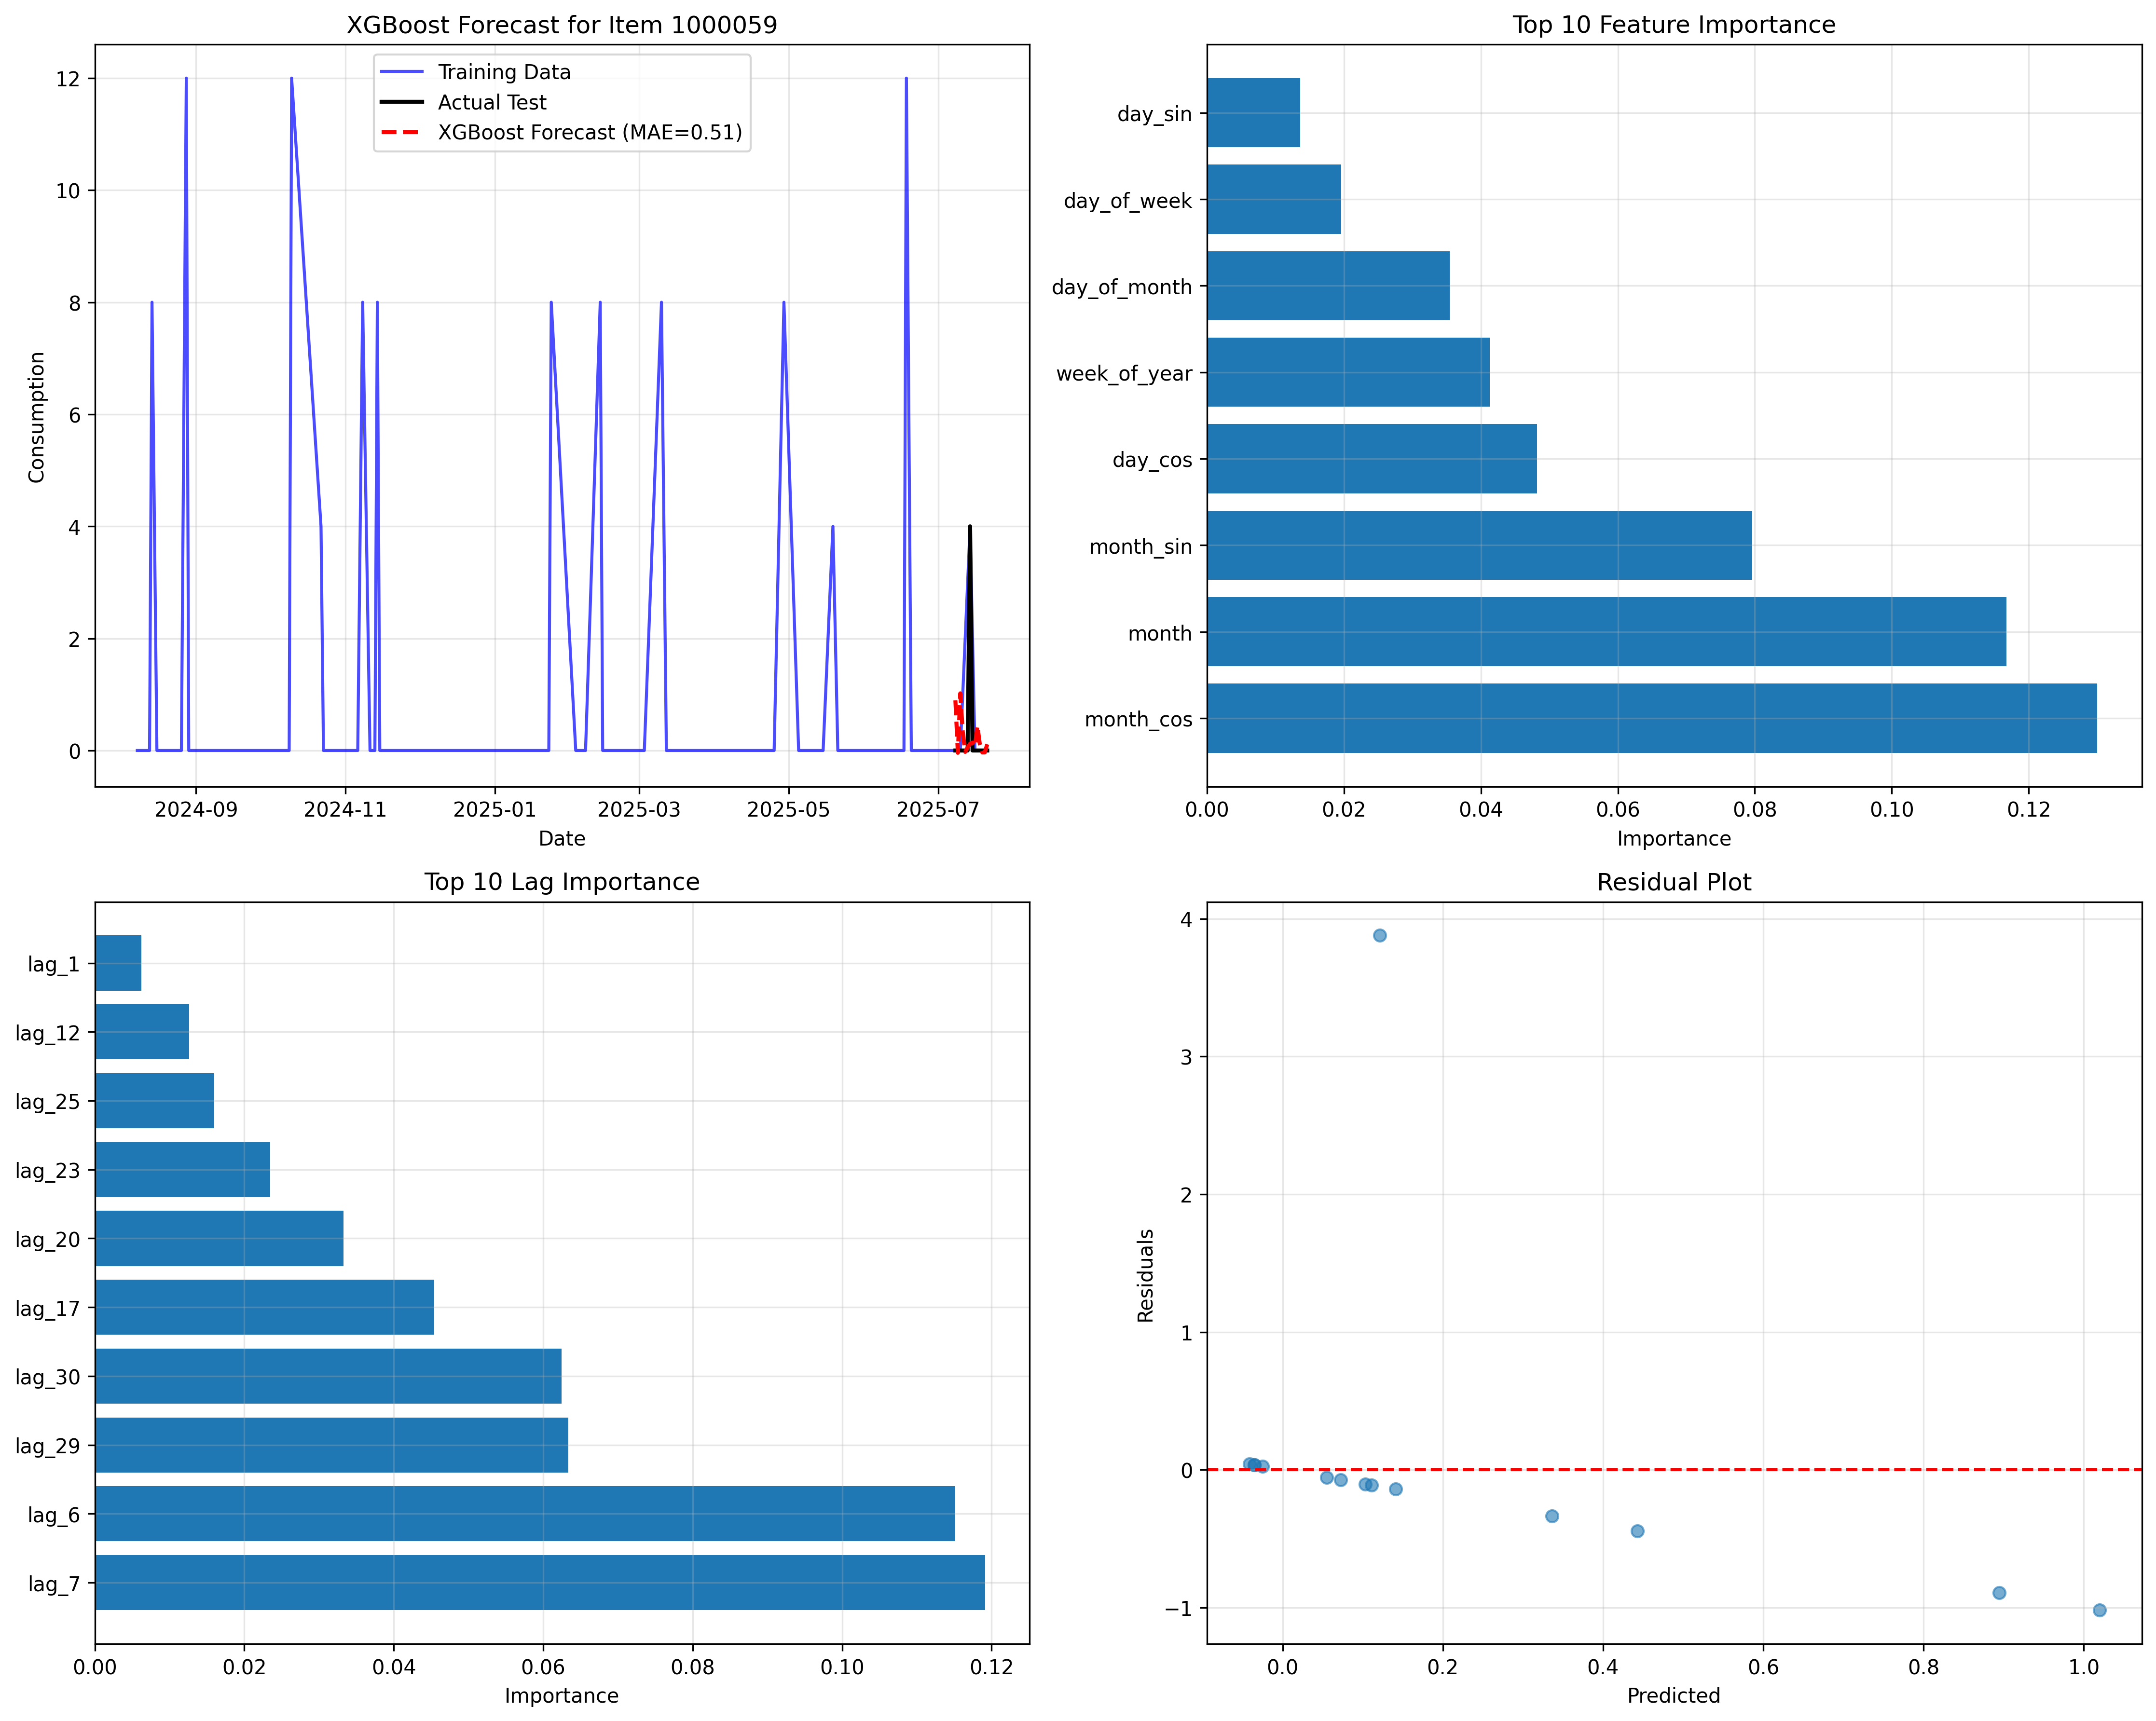 XGBoost Forecast for Item 1000059
Training Data
Actual Test
XGBoost Forecast (MAE=0.51)
12
10
8
6
4
2
0
Consumption
2024-09 2024-11 2025-01 2025-03 2025-05 2025-07
Date
Top 10 Feature Importance
day_sin
day_of_week
day_of_month
week_of_year
day_cos
month_sin
month
month_cos
0.00 0.02 0.04 0.06 0.08 0.10 0.12
Importance
Top 10 Lag Importance
lag_1
lag_12
lag_25
lag_23
lag_20
lag_17
lag_30
lag_29
lag_6
lag_7
0.00 0.02 0.04 0.06 0.08 0.10 0.12
Importance
Residual Plot
4
3
2
1
0
−1
Residuals
0.0 0.2 0.4 0.6 0.8 1.0
Predicted